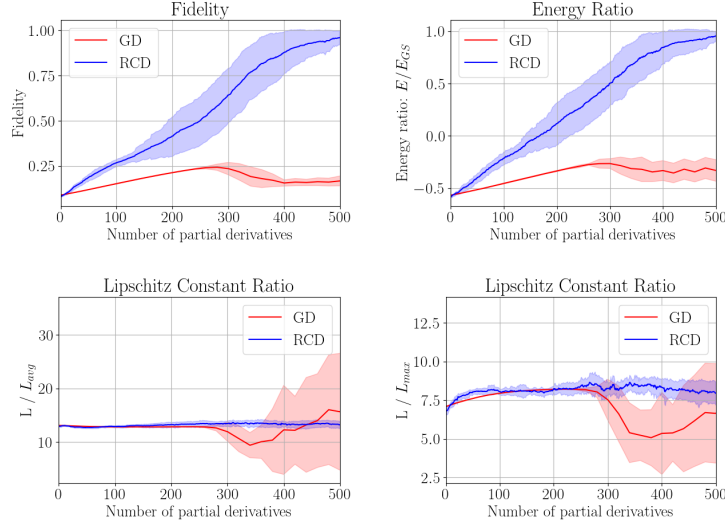 Fidelity
GD
RCD
Fidelity
1.00
0.75
0.50
0.25
0
100
200
300
400
500
Number of partial derivatives
Energy Ratio
GD
RCD
Energy ratio: E/E_GS
1.0
0.5
0.0
−0.5
0
100
200
300
400
500
Number of partial derivatives
Lipschitz Constant Ratio
GD
RCD
L / L_avg
30
20
10
0
100
200
300
400
500
Number of partial derivatives
Lipschitz Constant Ratio
GD
RCD
L / L_max
12.5
10.0
7.5
5.0
2.5
0
100
200
300
400
500
Number of partial derivatives